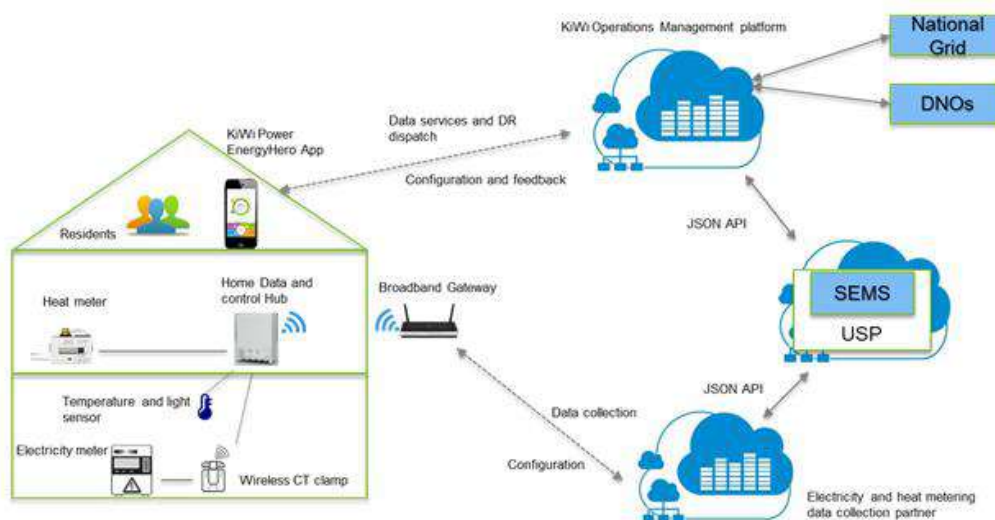 KiWi Operations Management platform
National
Grid
DNOs
Data services and DR
dispatch
KiWi Power
EnergyHero App
Configuration and feedback
Residents
JSON API
Home Data and
control Hub
Heat meter
Broadband Gateway
SEMS
USP
JSON API
Temperature and light
sensor
Data collection
Electricity meter
Configuration
Wireless CT clamp
Electricity and heat metering
data collection partner